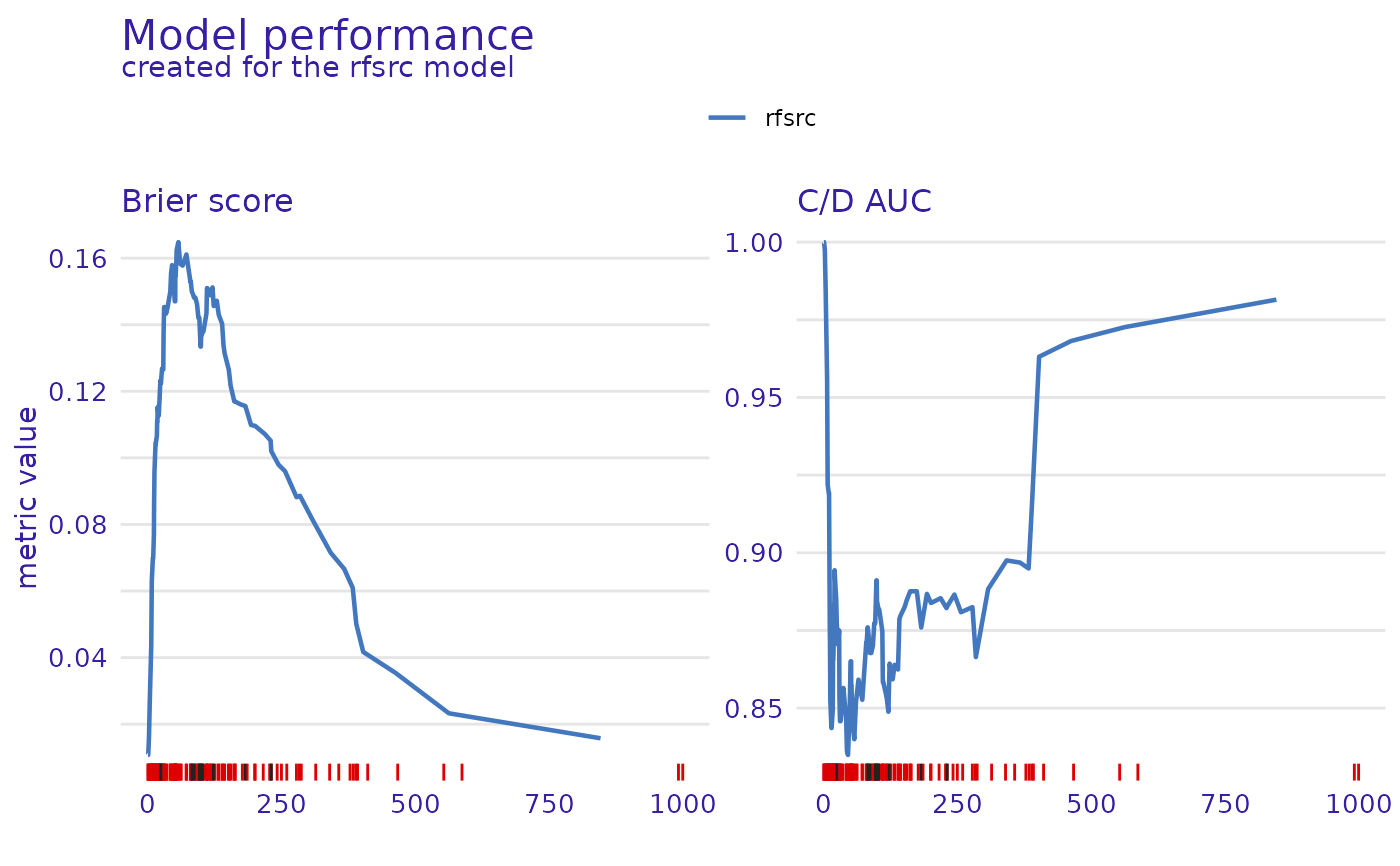 Model performance
created for the rfsrc model
rfsrc
Brier score
C/D AUC
metric value
0.16
0.12
0.08
0.04
0 250 500 750 1000
1.00
0.95
0.90
0.85
0 250 500 750 1000